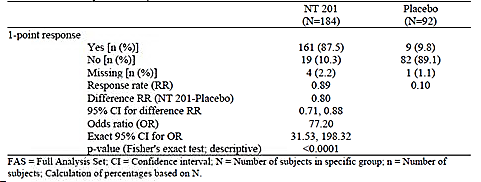 NT 201 Placebo
(N=184) (N=92)
1-point response
Yes [n (%)] 161 (87.5) 9 (9.8)
No [n (%)] 19 (10.3) 82 (89.1)
Missing [n (%)] 4 (2.2) 1 (1.1)
Response rate (RR) 0.89 0.10
Difference RR (NT 201-Placebo) 0.80
95% CI for difference RR 0.71, 0.88
Odds ratio (OR) 77.20
Exact 95% CI for OR 31.53, 198.32
p-value (Fisher's exact test; descriptive) <0.0001
FAS = Full Analysis Set; CI = Confidence interval; N = Number of subjects in specific group; n = Number of
subjects; Calculation of percentages based on N.